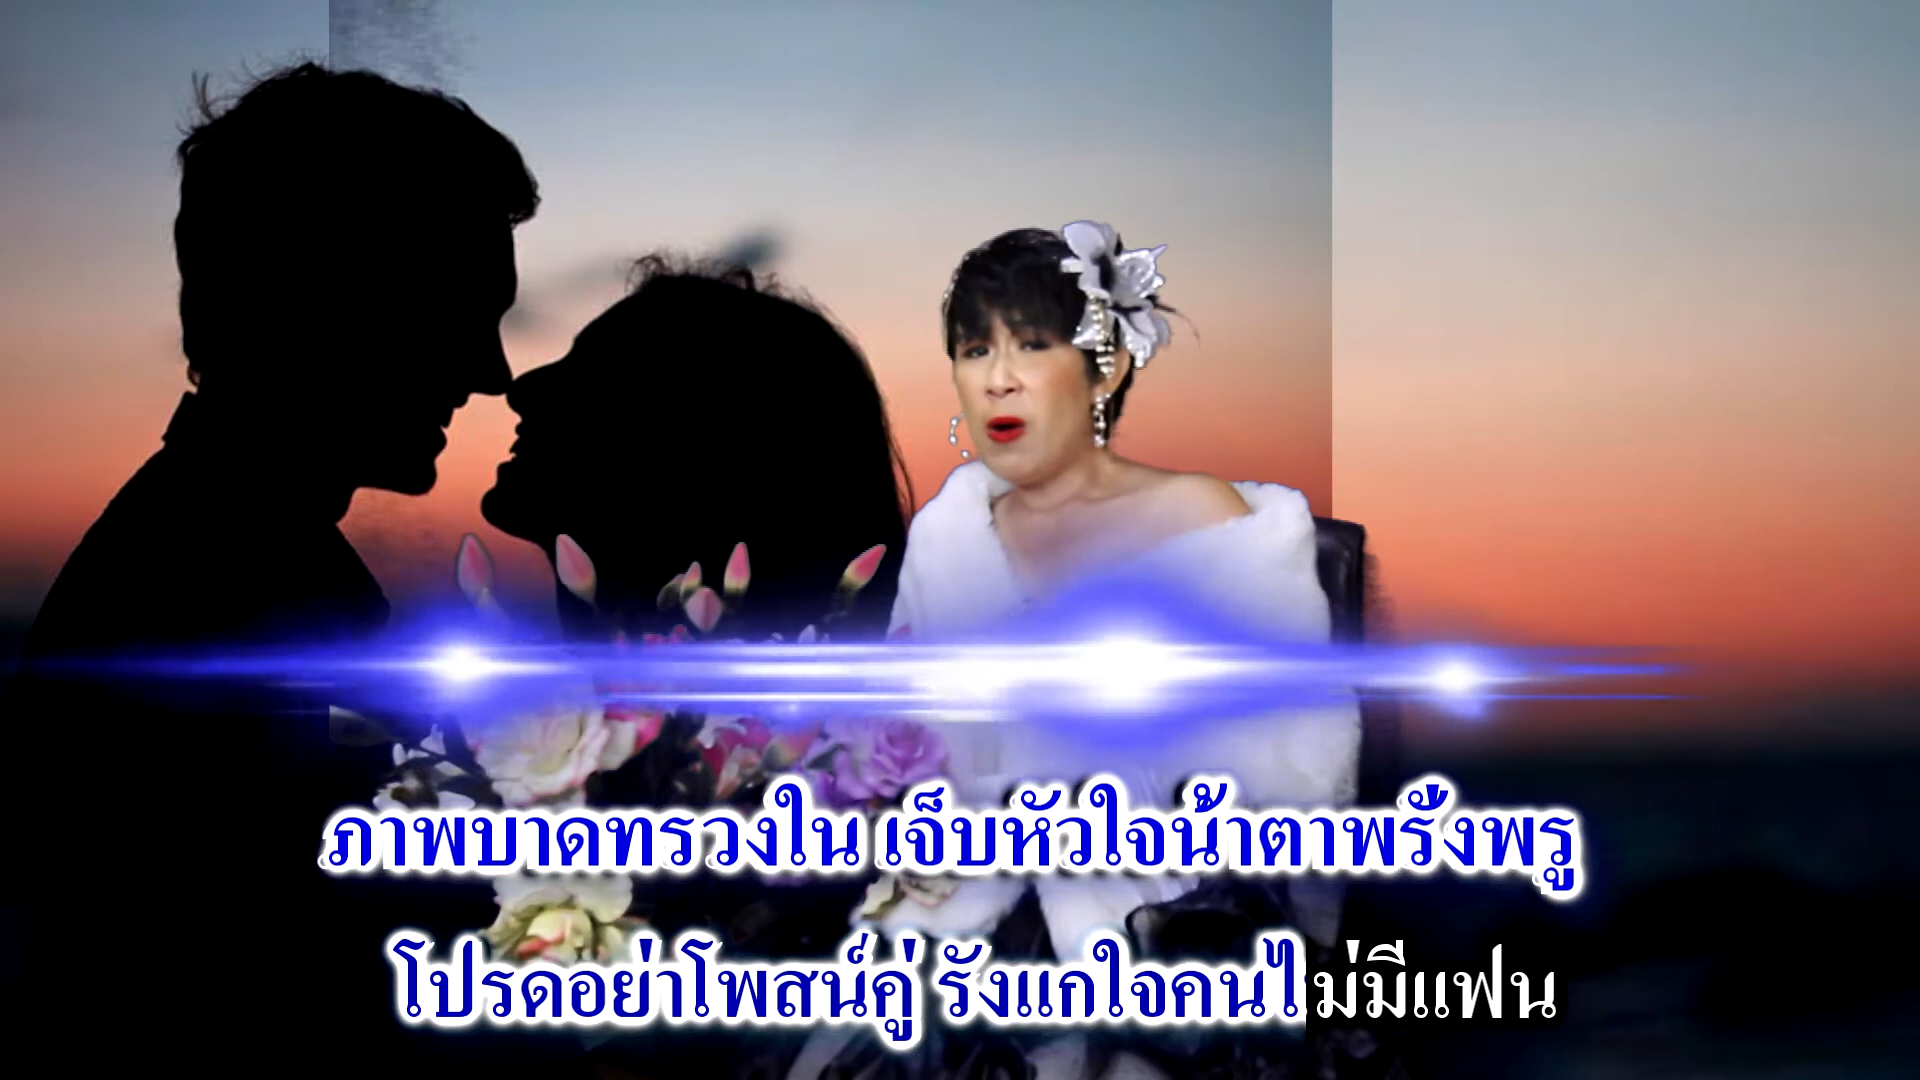 ภาพบาดทรวงใน เจ็บหัวใจน้ำตาพรั่งพรู
โปรดอย่าโพสน์คู่ รังแกใจคนไม่มีแฟน